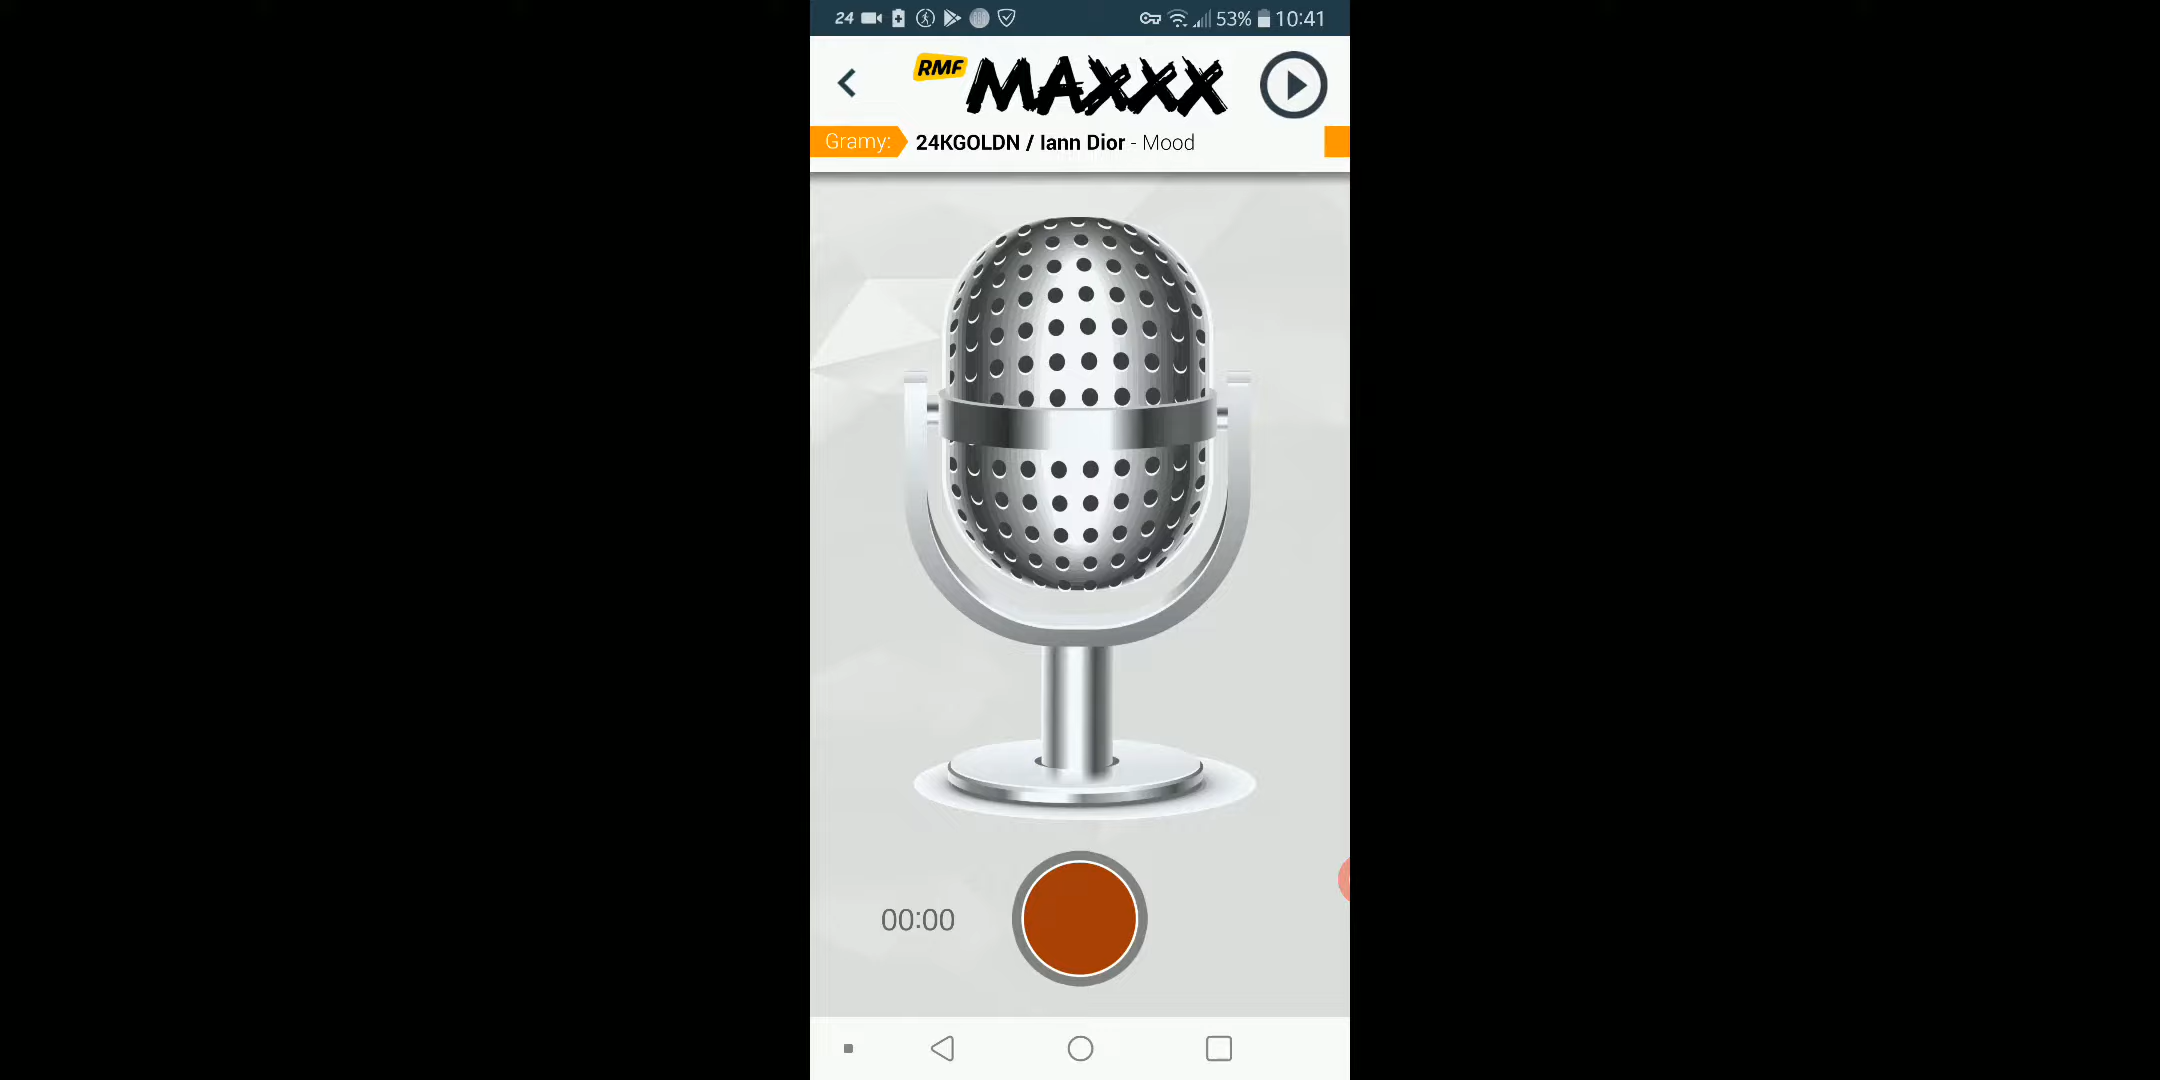 24 53% 10:41
RMF MAXXX
Gramy: 24KGOLDN / Iann Dior - Mood
00:00